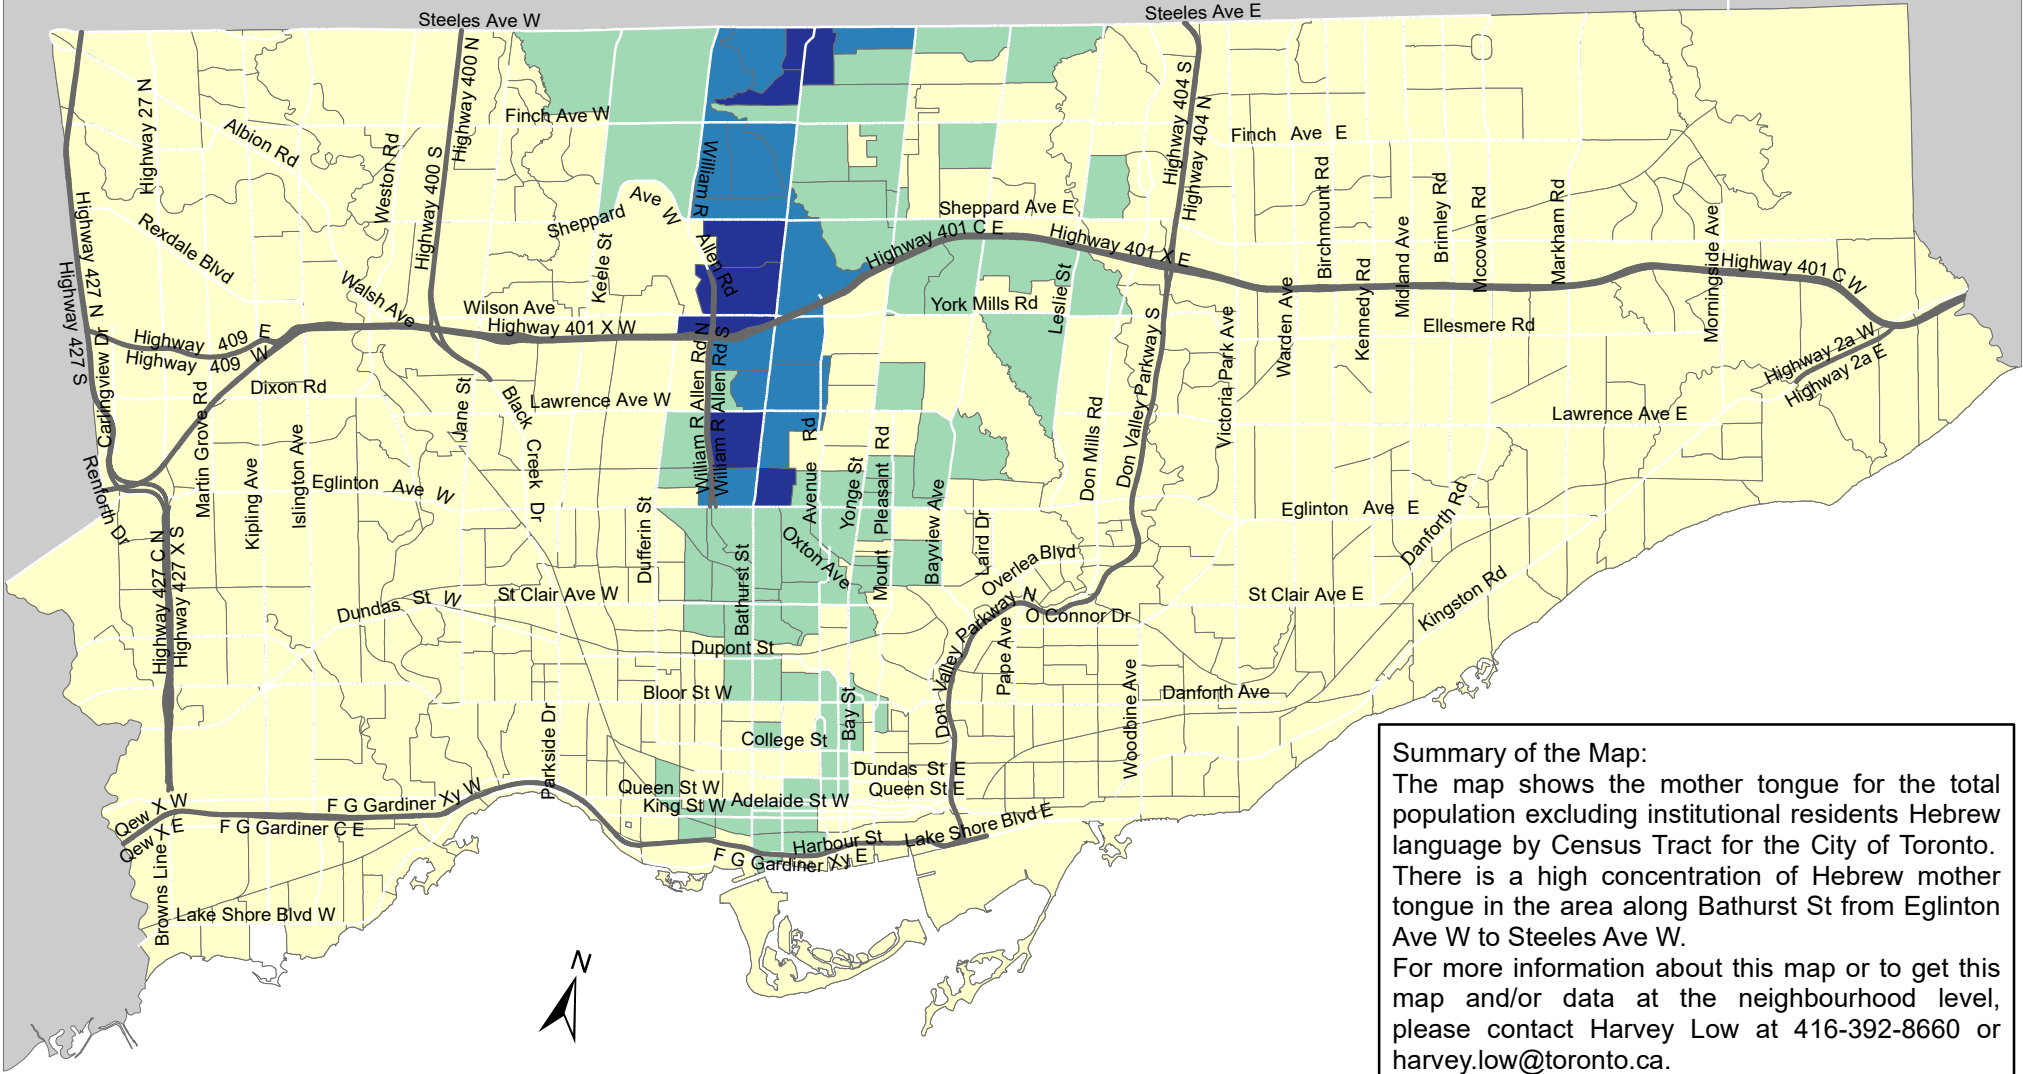 Steeles Ave W
Steeles Ave E
Highway 27 N
Albion Rd
Weston Rd
Highway 400 N
Highway 400 S
Finch Ave W
William R Allen Rd
Highway 404 S
Highway 404 N
Finch Ave E
Birchmount Rd
Brimley Rd
Mccowan Rd
Markham Rd
Midland Ave
Kennedy Rd
Morningside Ave
Highway 427 N
Highway 427 S
Rexdale Blvd
Sheppard Ave W
Keele St
Sheppard Ave E
Highway 401 C E
Highway 401 X E
Highway 401 C W
Walsh Ave
Wilson Ave
Highway 401 X W
York Mills Rd
Leslie St
Ellesmere Rd
Warden Ave
Victoria Park Ave
Highway 409 E
Highway 409 W
Carlingview Dr
Dixon Rd
Martin Grove Rd
Jane St
Black Creek Dr
Lawrence Ave W
William R Allen Rd N
William R Allen Rd S
Highway 2a W
Highway 2a E
Lawrence Ave E
Renforth Dr
Kipling Ave
Islington Ave
Eglinton Ave W
Dufferin St
Avenue Rd
Yonge St
Mount Pleasant Rd
Bayview Ave
Laird Dr
Don Mills Rd
Don Valley Parkway S
Eglinton Ave E
Danforth Rd
Highway 427 C N
Highway 427 X S
Oxton Ave
Bathurst St
Overlea Blvd
Dundas St W
St Clair Ave W
St Clair Ave E
Kingston Rd
O Connor Dr
Don Valley Parkway N
Pape Ave
Dupont St
Bloor St W
Bay St
Danforth Ave
Woodbine Ave
Parkside Dr
College St
Dundas St E
Queen St W
Queen St E
King St W
Adelaide St W
Qew X W
Qew X E
F G Gardiner Xy W
F G Gardiner C E
Harbour St
Lake Shore Blvd E
F G Gardiner Xy E
Browns Line
Lake Shore Blvd W
N
Summary of the Map:
The map shows the mother tongue for the total
population excluding institutional residents Hebrew
language by Census Tract for the City of Toronto.
There is a high concentration of Hebrew mother
tongue in the area along Bathurst St from Eglinton
Ave W to Steeles Ave W.
For more information about this map or to get this
map and/or data at the neighbourhood level,
please contact Harvey Low at 416-392-8660 or
harvey.low@toronto.ca.